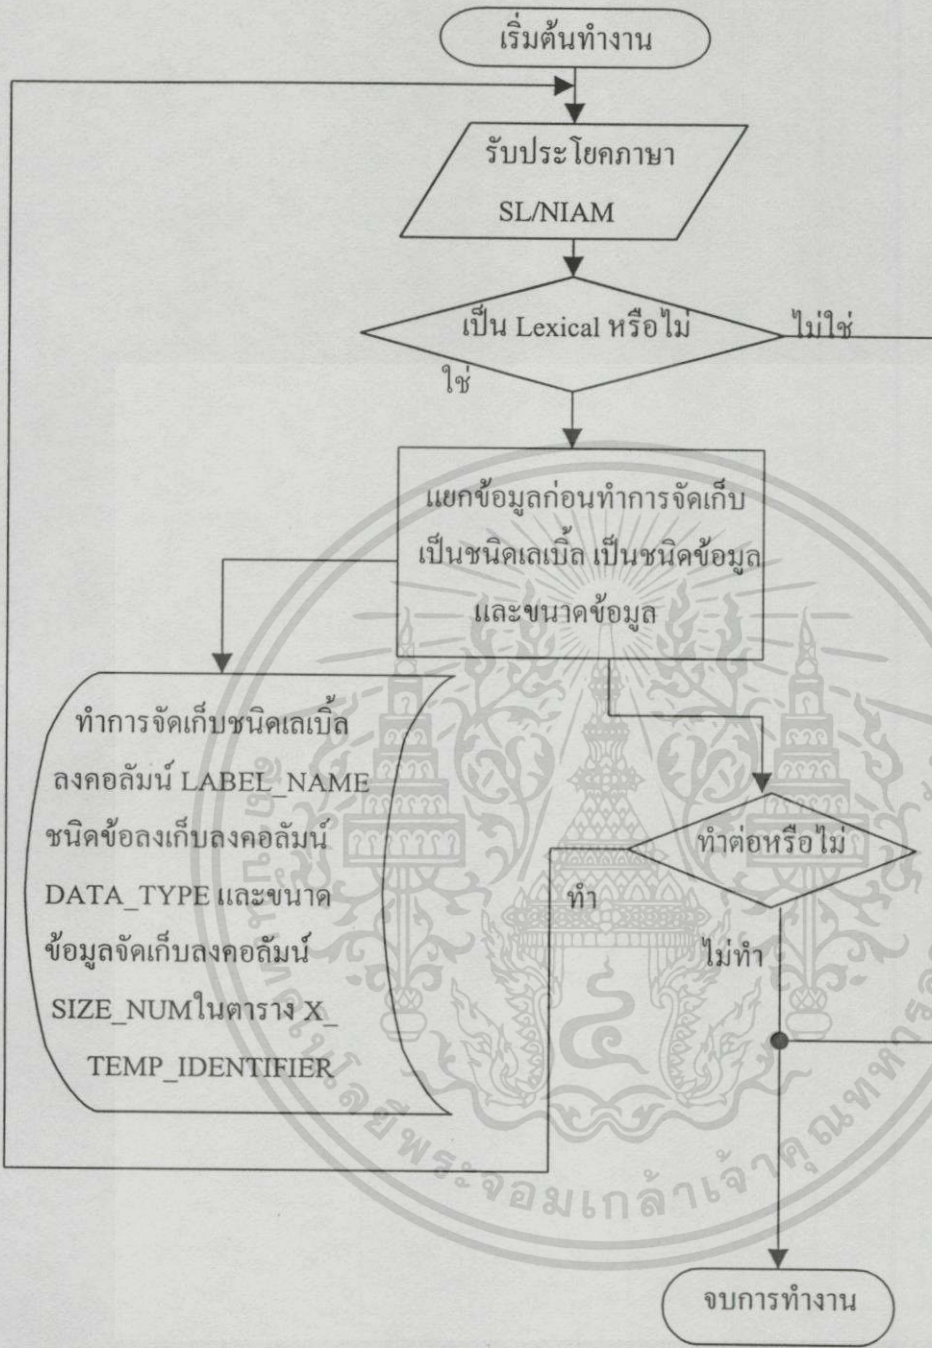 เริ่มต้นทำงาน
รับประโยคภาษา
SL/NIAM
เป็น Lexical หรือไม่
ไม่ใช่
ใช่
แยกข้อมูลก่อนทำการจัดเก็บ
เป็นชนิดเลเบิ้ล เป็นชนิดข้อมูล
และขนาดข้อมูล
ทำการจัดเก็บชนิดเลเบิ้ล
ลงคอลัมน์ LABEL_NAME
ชนิดข้อลงเก็บลงคอลัมน์
DATA_TYPE และขนาด
ข้อมูลจัดเก็บลงคอลัมน์
SIZE_NUMในตาราง X_
TEMP_IDENTIFIER
ทำต่อหรือไม่
ทำ
ไม่ทำ
จบการทำงาน